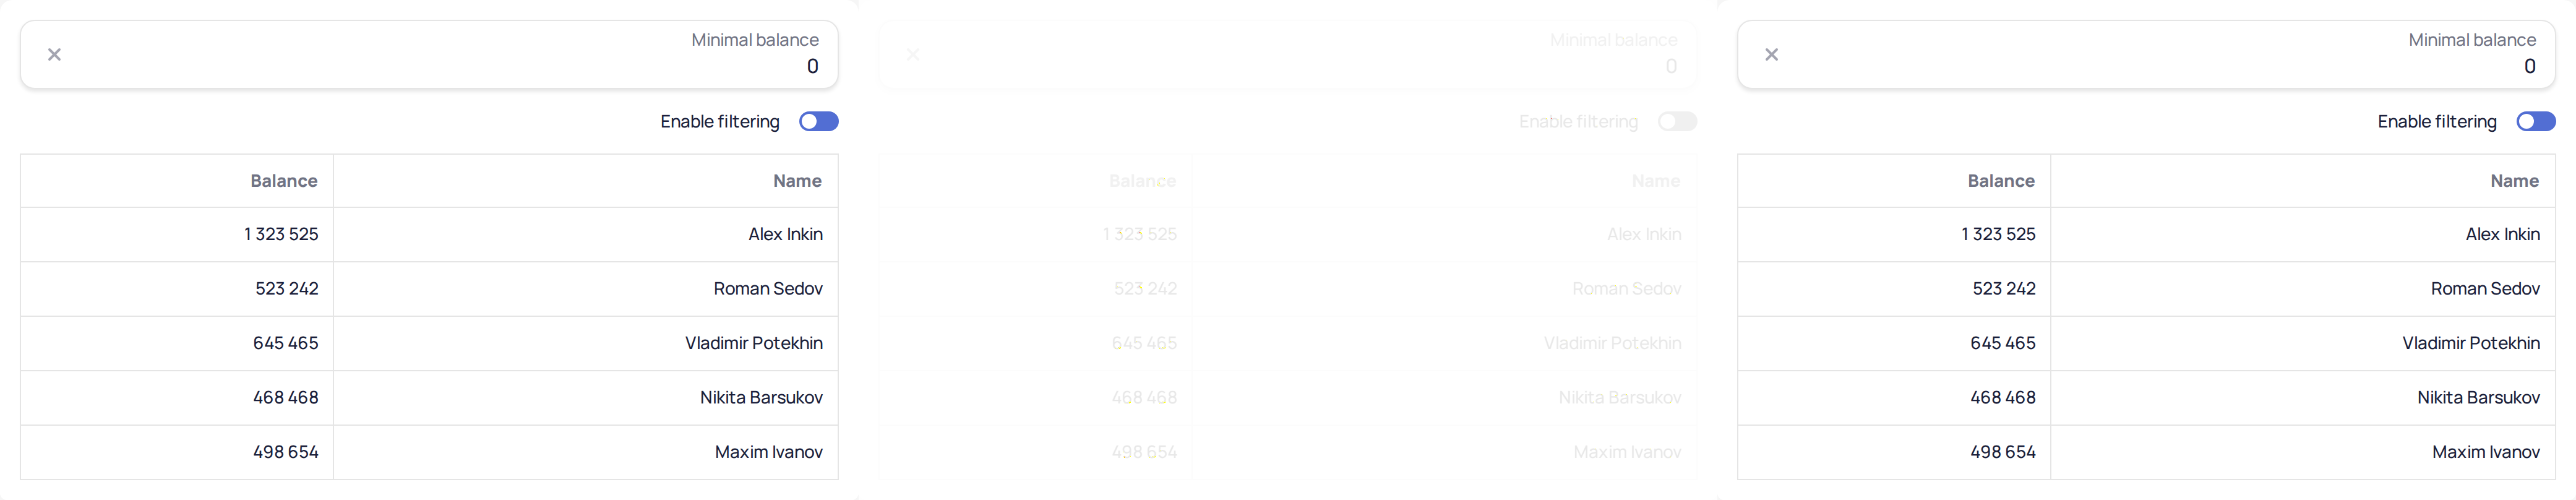 Minimal balance
0
Enable filtering
Balance Name
1 323 525 Alex Inkin
523 242 Roman Sedov
645 465 Vladimir Potekhin
468 468 Nikita Barsukov
498 654 Maxim Ivanov
Minimal balance
0
Enable filtering
Balance Name
1 323 525 Alex Inkin
523 242 Roman Sedov
645 465 Vladimir Potekhin
468 468 Nikita Barsukov
498 654 Maxim Ivanov
Minimal balance
0
Enable filtering
Balance Name
1 323 525 Alex Inkin
523 242 Roman Sedov
645 465 Vladimir Potekhin
468 468 Nikita Barsukov
498 654 Maxim Ivanov